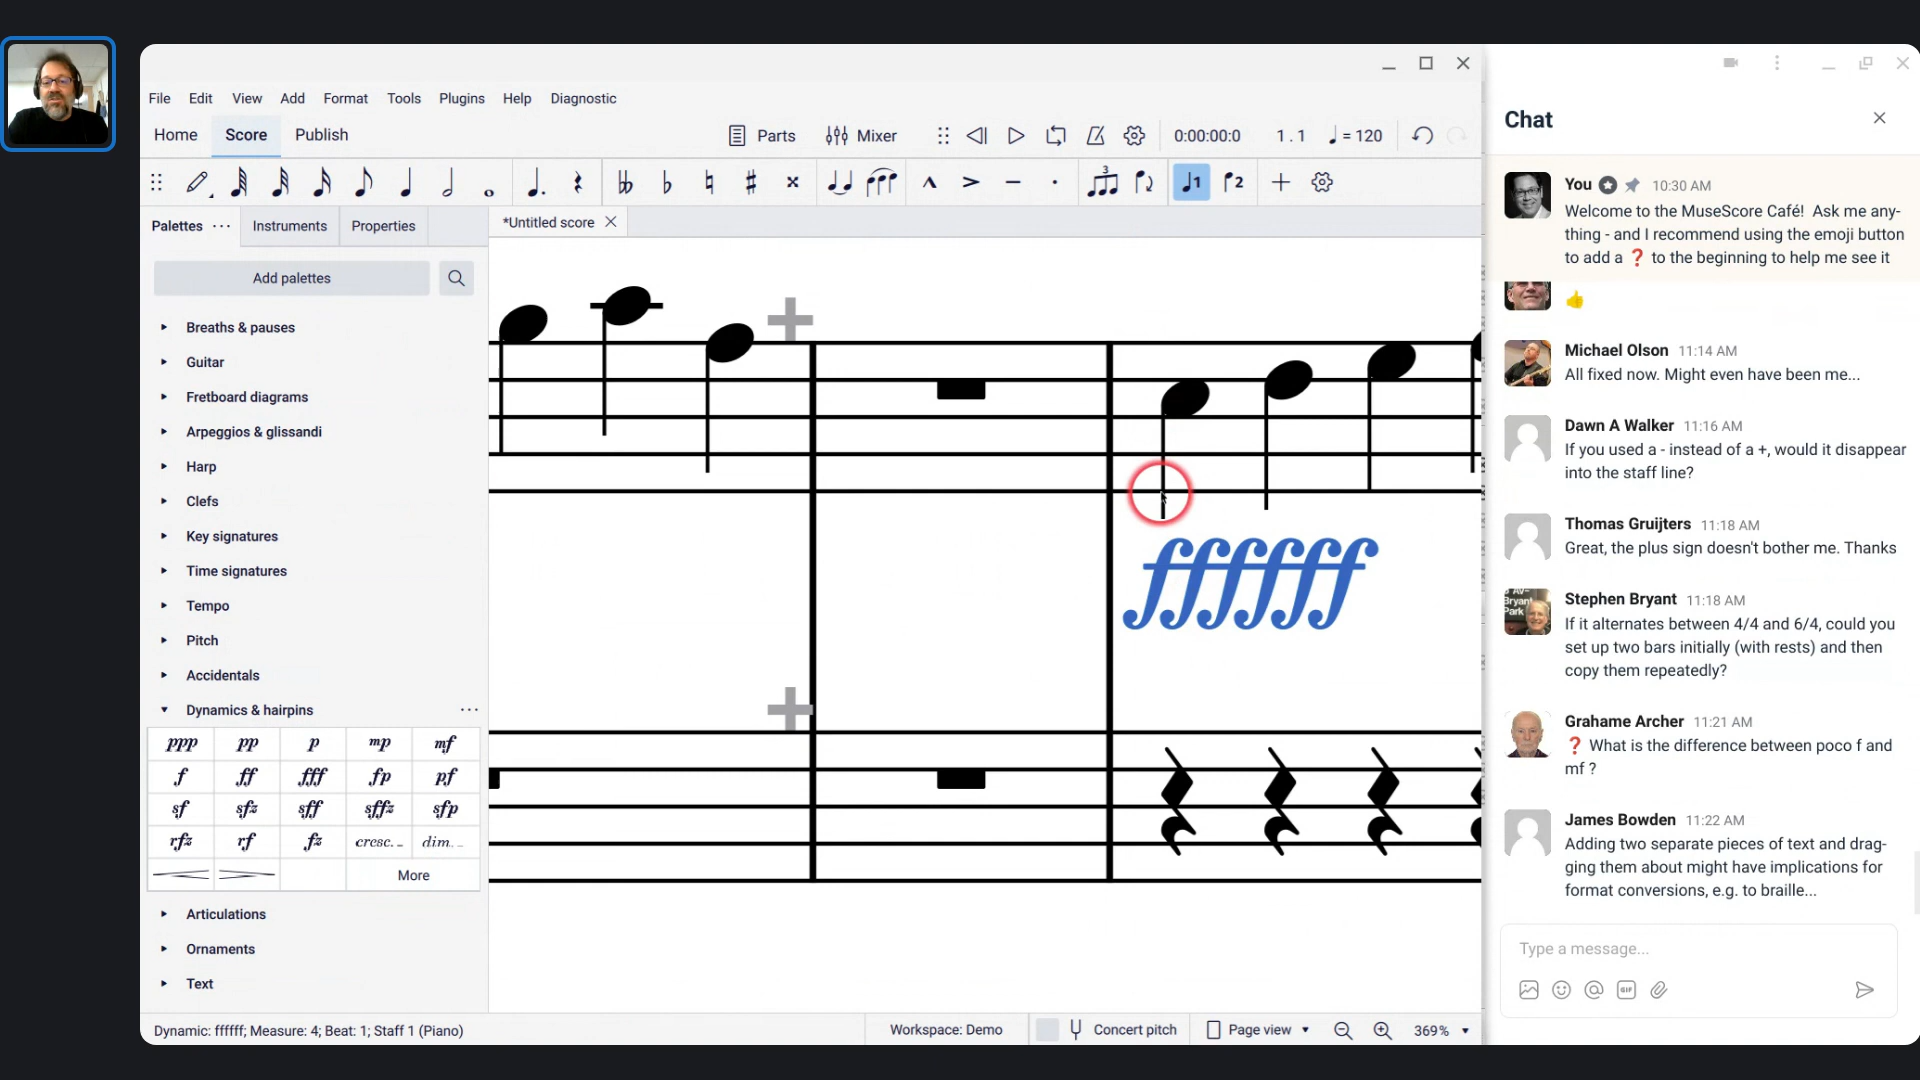 File Edit View Add Format Tools Plugins Help Diagnostic
Home Score Publish Parts Mixer 0:00:00:0 1 . 1 = 120
3 1 2
Palettes ··· Instruments Properties *Untitled score
Add palettes
Breaths & pauses
Guitar
Fretboard diagrams
Arpeggios & glissandi
Harp
Clefs
Key signatures
Time signatures
Tempo
Pitch
Accidentals
Dynamics & hairpins ···
ppp pp p mp mf
f ff fff fp pf
sf sfz sff sffz sfp
rfz rf fz cresc. _ dim. _
More
Articulations
Ornaments
Text
ffffff
Dynamic: ffffff; Measure: 4; Beat: 1; Staff 1 (Piano) Workspace: Demo Concert pitch Page view 369%
Chat
You 10:30 AM
Welcome to the MuseScore Café! Ask me any-
thing - and I recommend using the emoji button
to add a ❓ to the beginning to help me see it
👍
Michael Olson 11:14 AM
All fixed now. Might even have been me...
Dawn A Walker 11:16 AM
If you used a - instead of a +, would it disappear
into the staff line?
Thomas Gruijters 11:18 AM
Great, the plus sign doesn't bother me. Thanks
Stephen Bryant 11:18 AM
If it alternates between 4/4 and 6/4, could you
set up two bars initially (with rests) and then
copy them repeatedly?
Grahame Archer 11:21 AM
❓ What is the difference between poco f and
mf ?
James Bowden 11:22 AM
Adding two separate pieces of text and drag-
ging them about might have implications for
format conversions, e.g. to braille...
Type a message...
GIF